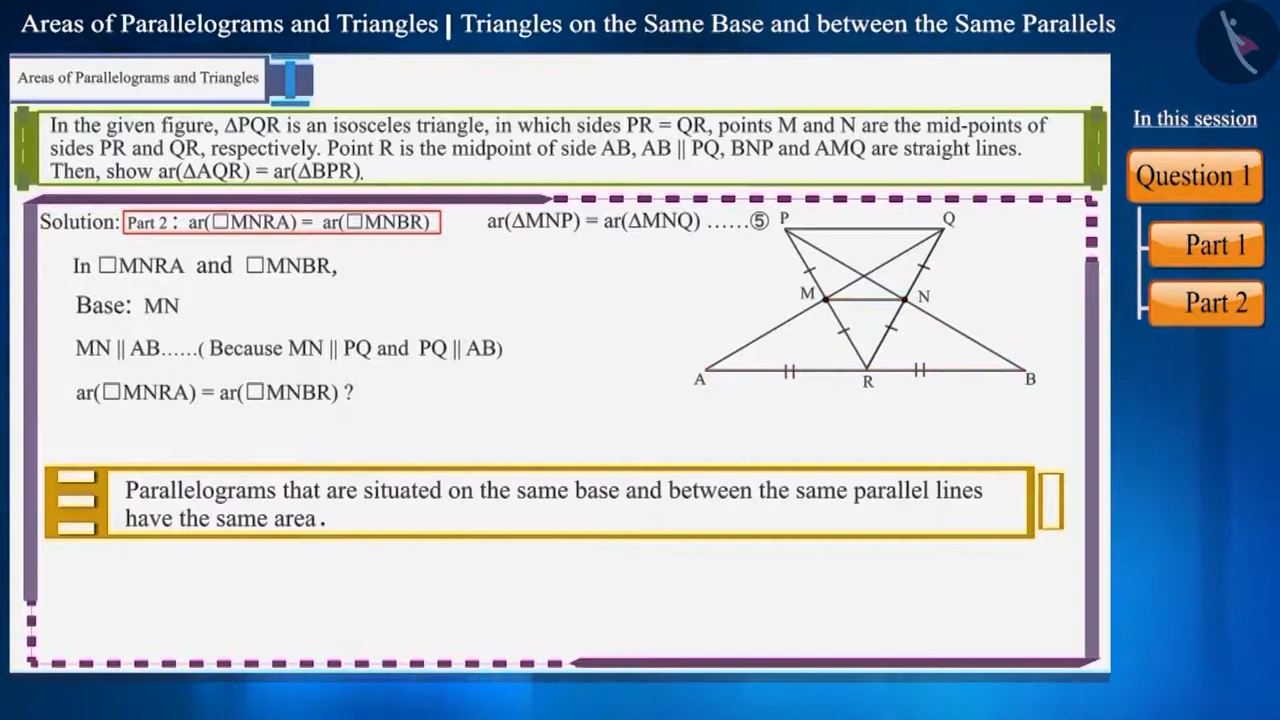 Areas of Parallelograms and Triangles | Triangles on the Same Base and between the Same Parallels
Areas of Parallelograms and Triangles
In the given figure, ΔPQR is an isosceles triangle, in which sides PR = QR, points M and N are the mid-points of
sides PR and QR, respectively. Point R is the midpoint of side AB, AB || PQ, BNP and AMQ are straight lines.
Then, show ar(ΔAQR) = ar(ΔBPR).
Solution: Part 2 : ar(□MNRA) = ar(□MNBR) ar(ΔMNP) = ar(ΔMNQ) ......⑤
In □MNRA and □MNBR,
Base: MN
MN || AB......( Because MN || PQ and PQ || AB)
ar(□MNRA) = ar(□MNBR) ?
P Q
M N
A R B
Parallelograms that are situated on the same base and between the same parallel lines
have the same area.
In this session
Question 1
Part 1
Part 2